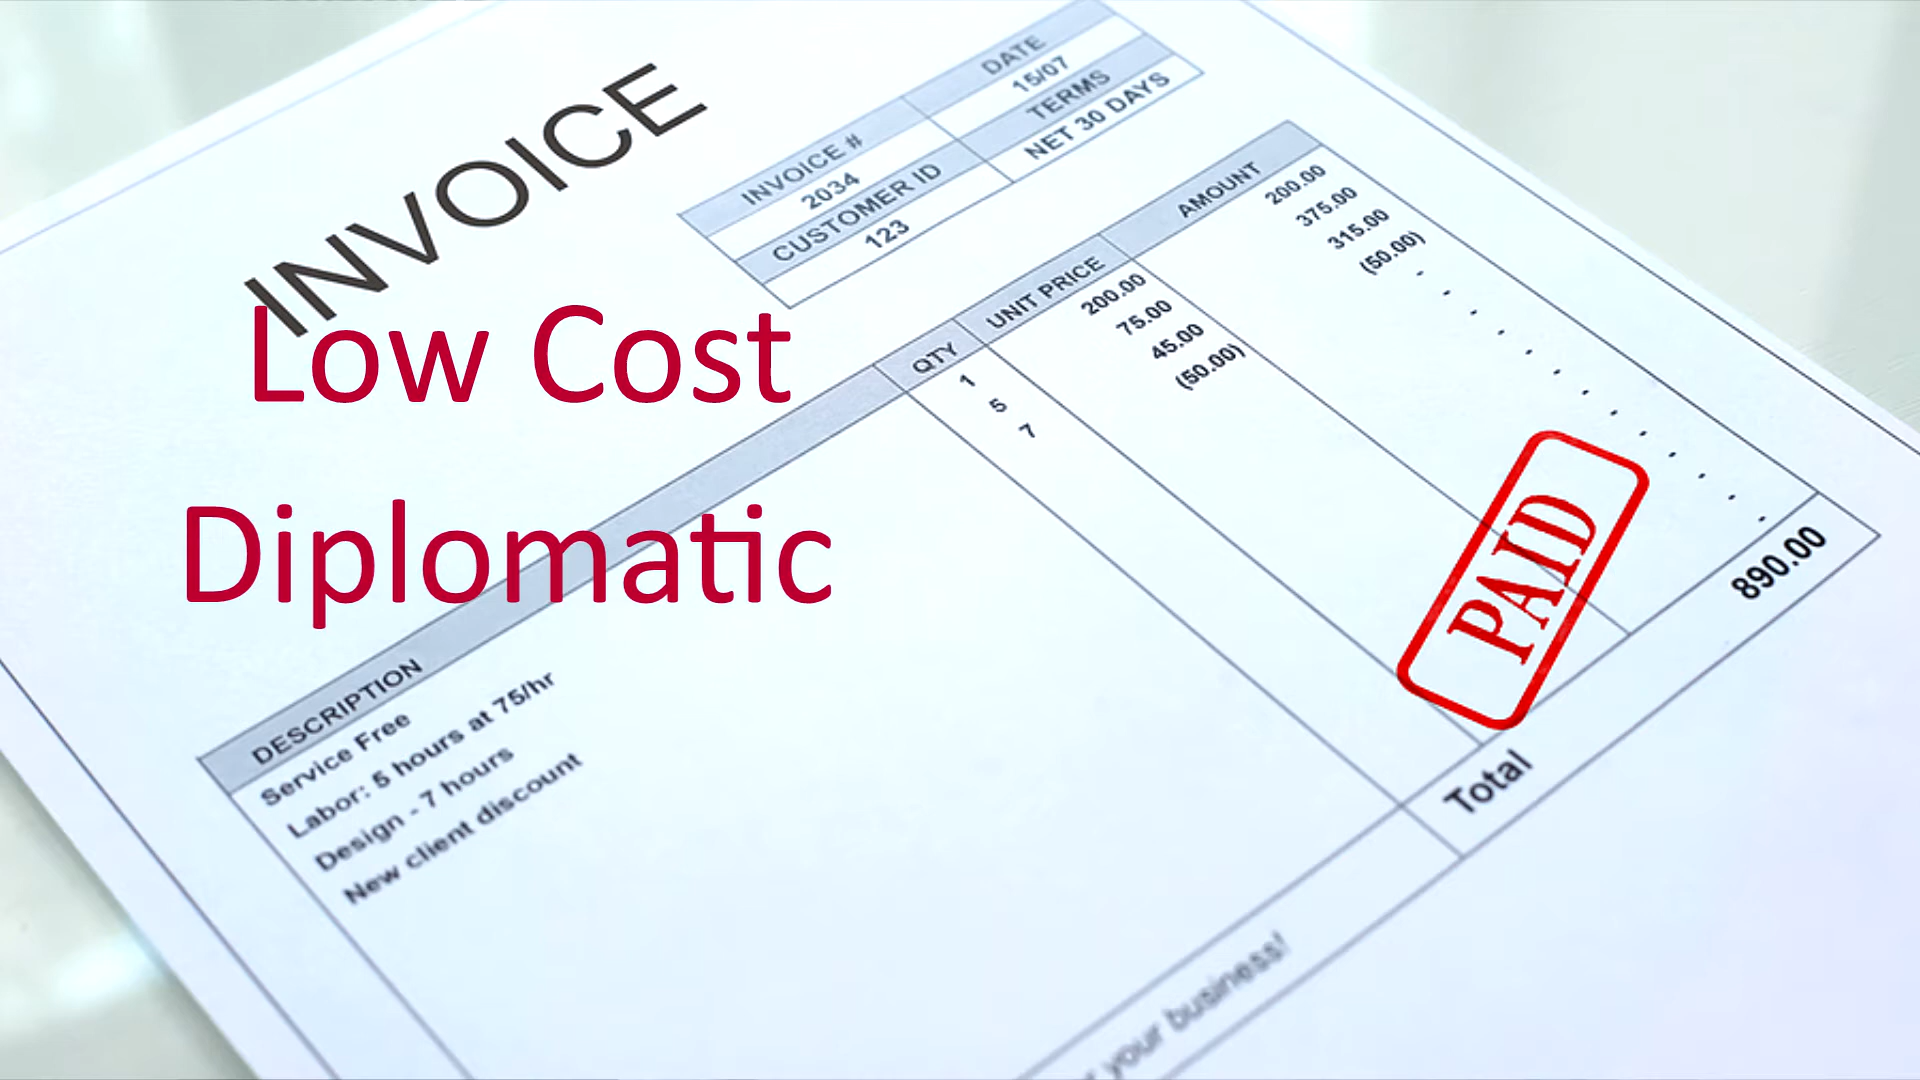 INVOICE
Low Cost
Diplomatic
INVOICE #
DATE
2034
15/07
CUSTOMER ID
TERMS
123
NET 30 DAYS
DESCRIPTION
QTY
UNIT PRICE
AMOUNT
Service Free
1
200.00
200.00
Labor: 5 hours at 75/hr
5
75.00
375.00
Design - 7 hours
7
45.00
315.00
New client discount
(50.00)
(50.00)
-
-
-
-
-
-
-
-
-
-
PAID
Total
890.00
your business!